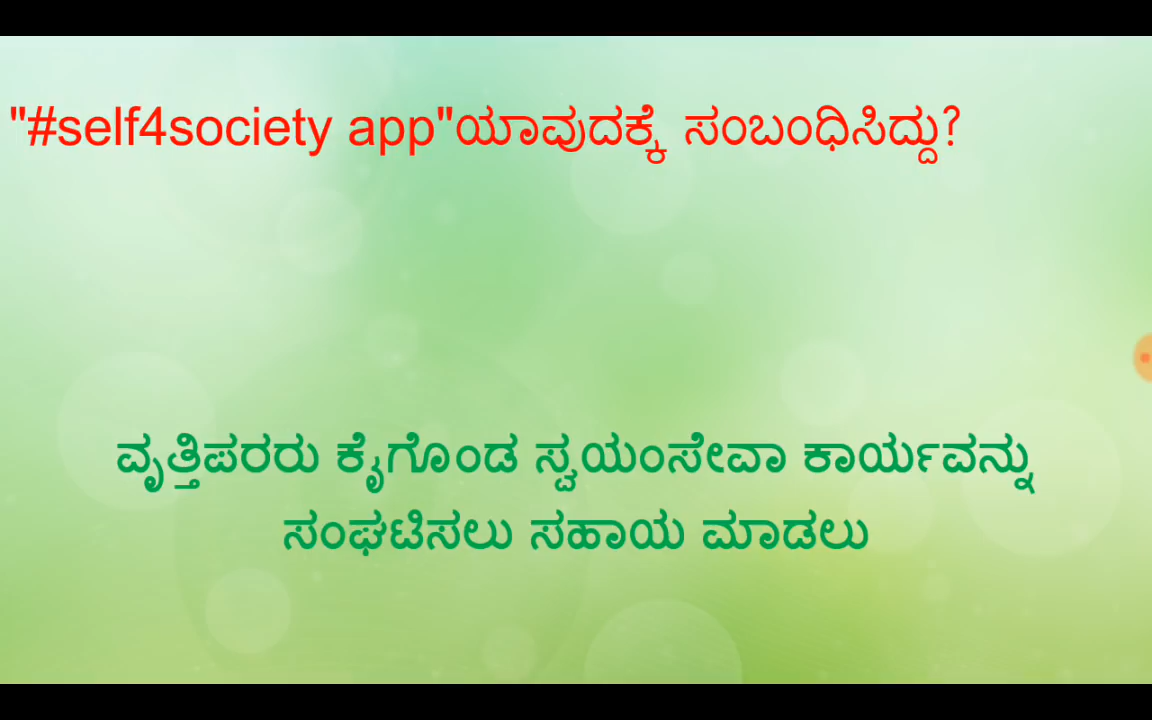 "#self4society app"ಯಾವುದಕ್ಕೆ ಸಂಬಂಧಿಸಿದ್ದು?
ವೃತ್ತಿಪರರು ಕೈಗೊಂಡ ಸ್ವಯಂಸೇವಾ ಕಾರ್ಯವನ್ನು
ಸಂಘಟಿಸಲು ಸಹಾಯ ಮಾಡಲು